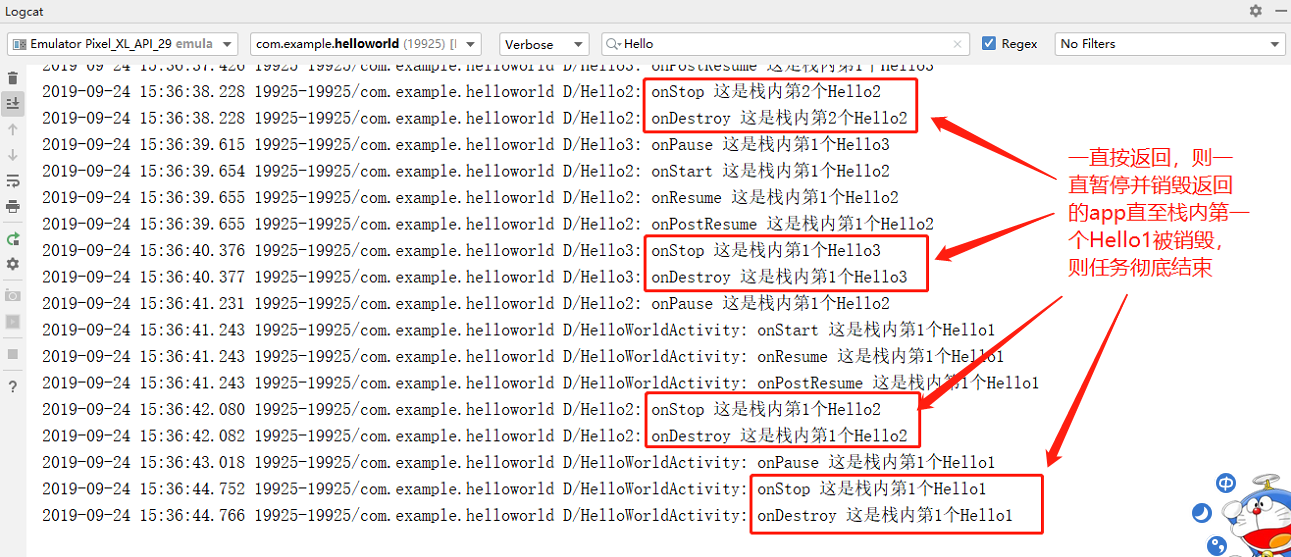 Logcat
Emulator Pixel_XL_API_29 emula
com.example.helloworld (19925) [
Verbose
Hello
Regex
No Filters
2019-09-24 15:36:37.426 19925-19925/com.example.helloworld D/Hello3: onPostResume 这是栈内第1个Hello3
2019-09-24 15:36:38.228 19925-19925/com.example.helloworld D/Hello2: onStop 这是栈内第2个Hello2
2019-09-24 15:36:38.228 19925-19925/com.example.helloworld D/Hello2: onDestroy 这是栈内第2个Hello2
2019-09-24 15:36:39.615 19925-19925/com.example.helloworld D/Hello3: onPause 这是栈内第1个Hello3
2019-09-24 15:36:39.654 19925-19925/com.example.helloworld D/Hello2: onStart 这是栈内第1个Hello2
2019-09-24 15:36:39.655 19925-19925/com.example.helloworld D/Hello2: onResume 这是栈内第1个Hello2
2019-09-24 15:36:39.655 19925-19925/com.example.helloworld D/Hello2: onPostResume 这是栈内第1个Hello2
2019-09-24 15:36:40.376 19925-19925/com.example.helloworld D/Hello3: onStop 这是栈内第1个Hello3
2019-09-24 15:36:40.377 19925-19925/com.example.helloworld D/Hello3: onDestroy 这是栈内第1个Hello3
2019-09-24 15:36:41.231 19925-19925/com.example.helloworld D/Hello2: onPause 这是栈内第1个Hello2
2019-09-24 15:36:41.243 19925-19925/com.example.helloworld D/HelloWorldActivity: onStart 这是栈内第1个Hello1
2019-09-24 15:36:41.243 19925-19925/com.example.helloworld D/HelloWorldActivity: onResume 这是栈内第1个Hello1
2019-09-24 15:36:41.243 19925-19925/com.example.helloworld D/HelloWorldActivity: onPostResume 这是栈内第1个Hello1
2019-09-24 15:36:42.080 19925-19925/com.example.helloworld D/Hello2: onStop 这是栈内第1个Hello2
2019-09-24 15:36:42.082 19925-19925/com.example.helloworld D/Hello2: onDestroy 这是栈内第1个Hello2
2019-09-24 15:36:43.018 19925-19925/com.example.helloworld D/HelloWorldActivity: onPause 这是栈内第1个Hello1
2019-09-24 15:36:44.752 19925-19925/com.example.helloworld D/HelloWorldActivity: onStop 这是栈内第1个Hello1
2019-09-24 15:36:44.766 19925-19925/com.example.helloworld D/HelloWorldActivity: onDestroy 这是栈内第1个Hello1
一直按返回，则一
直暂停并销毁返回
的app直至栈内第一
个Hello1被销毁，
则任务彻底结束
中